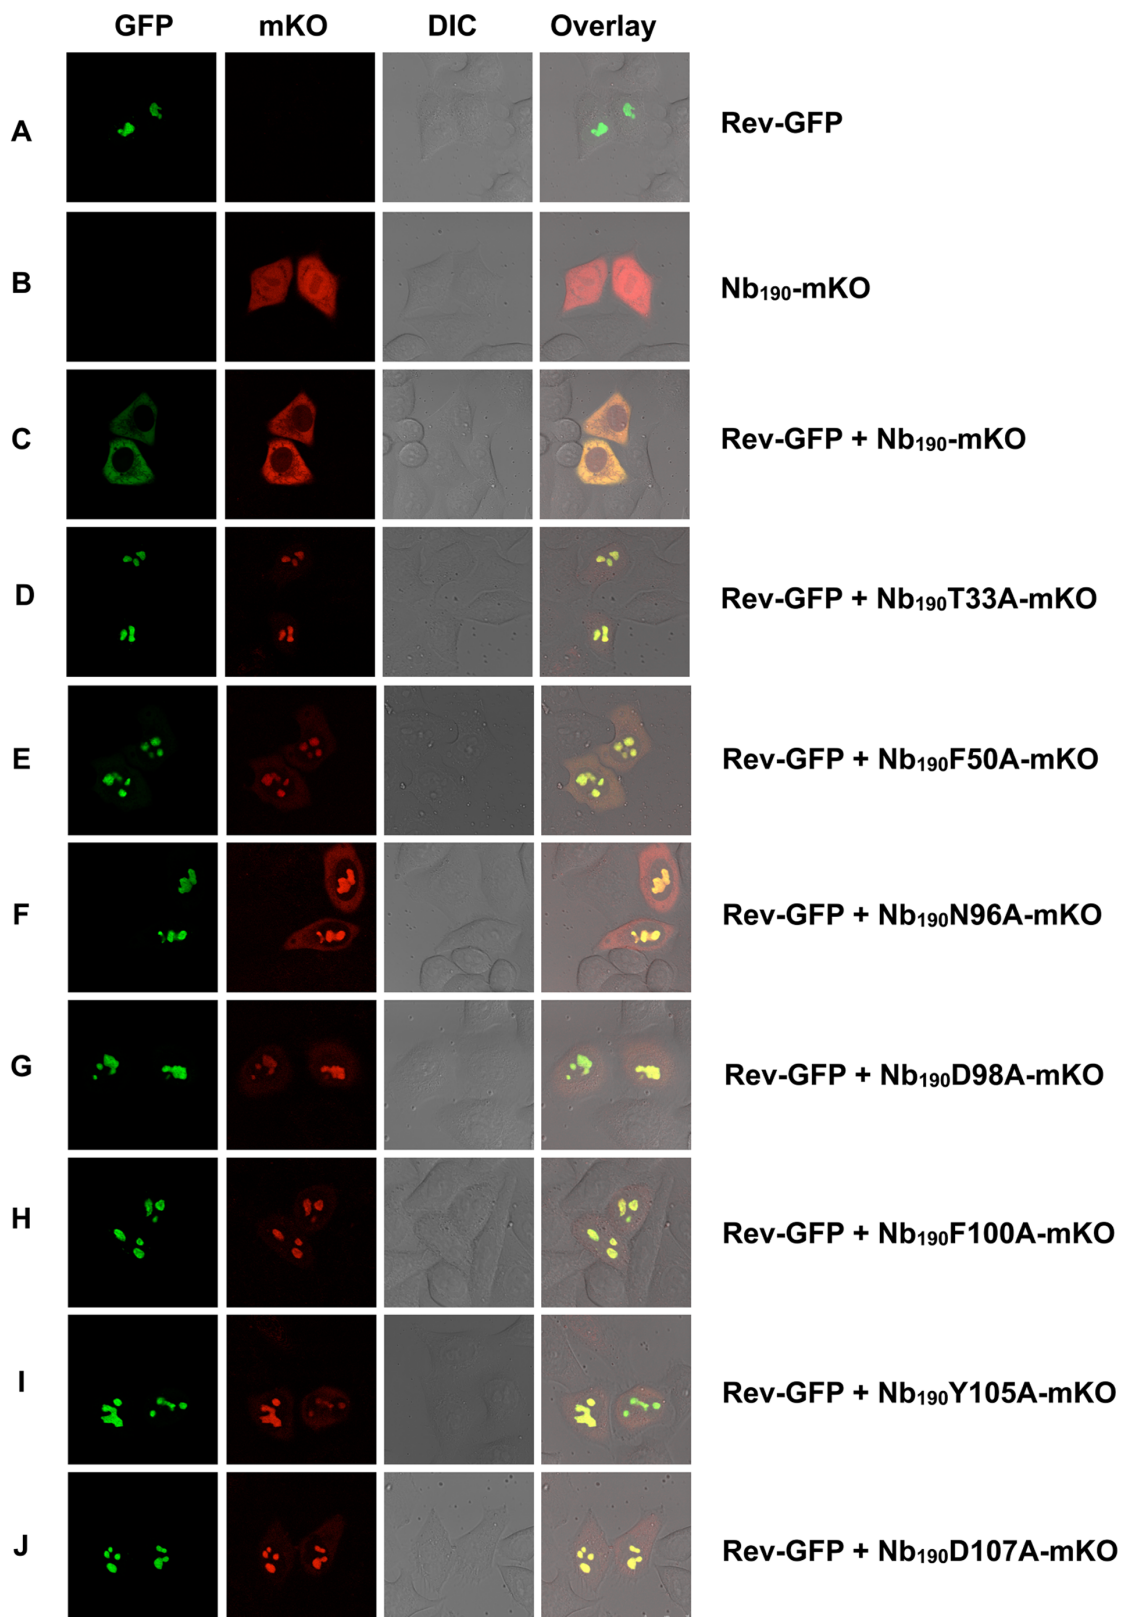 GFP mKO DIC Overlay
A Rev-GFP
B Nb190-mKO
C Rev-GFP + Nb190-mKO
D Rev-GFP + Nb190T33A-mKO
E Rev-GFP + Nb190F50A-mKO
F Rev-GFP + Nb190N96A-mKO
G Rev-GFP + Nb190D98A-mKO
H Rev-GFP + Nb190F100A-mKO
I Rev-GFP + Nb190Y105A-mKO
J Rev-GFP + Nb190D107A-mKO